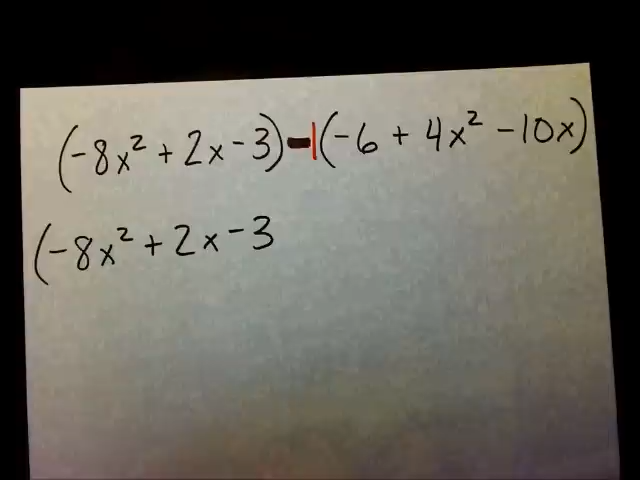 (-8x² + 2x - 3) - 1(-6 + 4x² - 10x)
(-8x² + 2x - 3